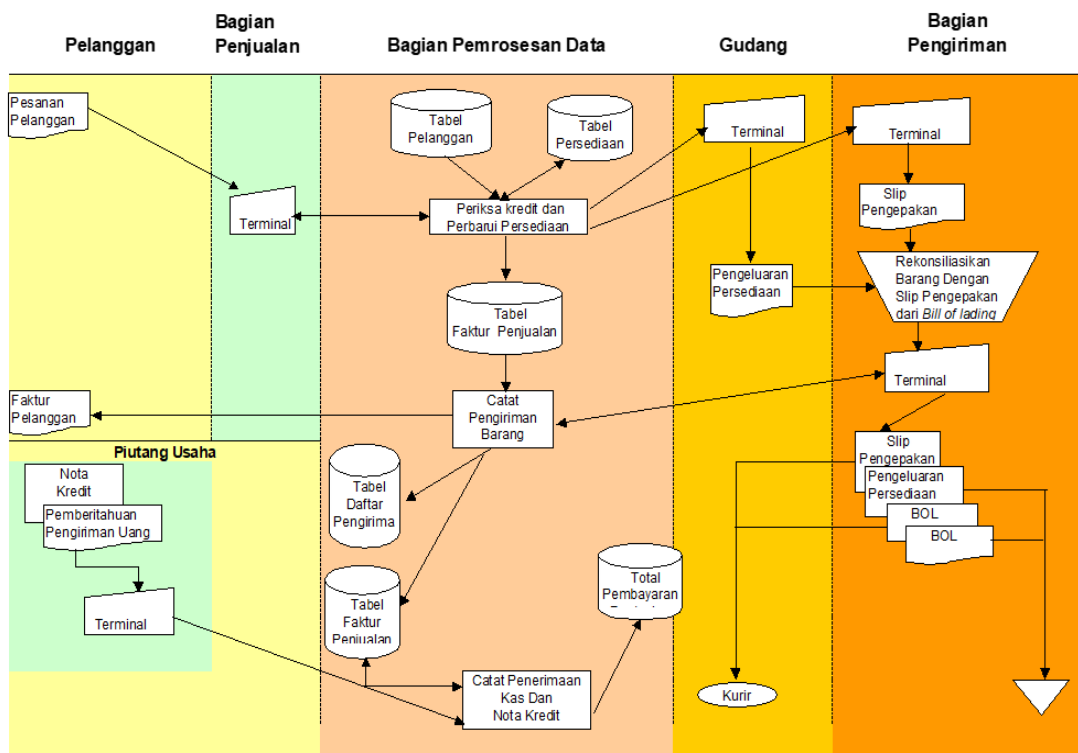 Bagian
Penjualan
Bagian
Pengiriman
Pelanggan
Bagian Pemrosesan Data
Gudang
Pesanan
Pelanggan
Tabel
Pelanggan
Tabel
Persediaan
Terminal
Terminal
Slip
Pengepakan
Terminal
Periksa kredit dan
Perbarui Persediaan
Pengeluaran
Persediaan
Rekonsiliasikan
Barang Dengan
Slip Pengepakan
dari Bill of lading
Tabel
Faktur Penjualan
Terminal
Faktur
Pelanggan
Catat
Pengiriman
Barang
Piutang Usaha
Nota
Kredit
Pemberitahuan
Pengiriman Uang
Terminal
Tabel
Daftar
Pengirima
Slip
Pengepakan
Pengeluaran
Persediaan
BOL
BOL
Total
Pembayaran
Tabel
Faktur
Penjualan
Catat Penerimaan
Kas Dan
Nota Kredit
Kurir